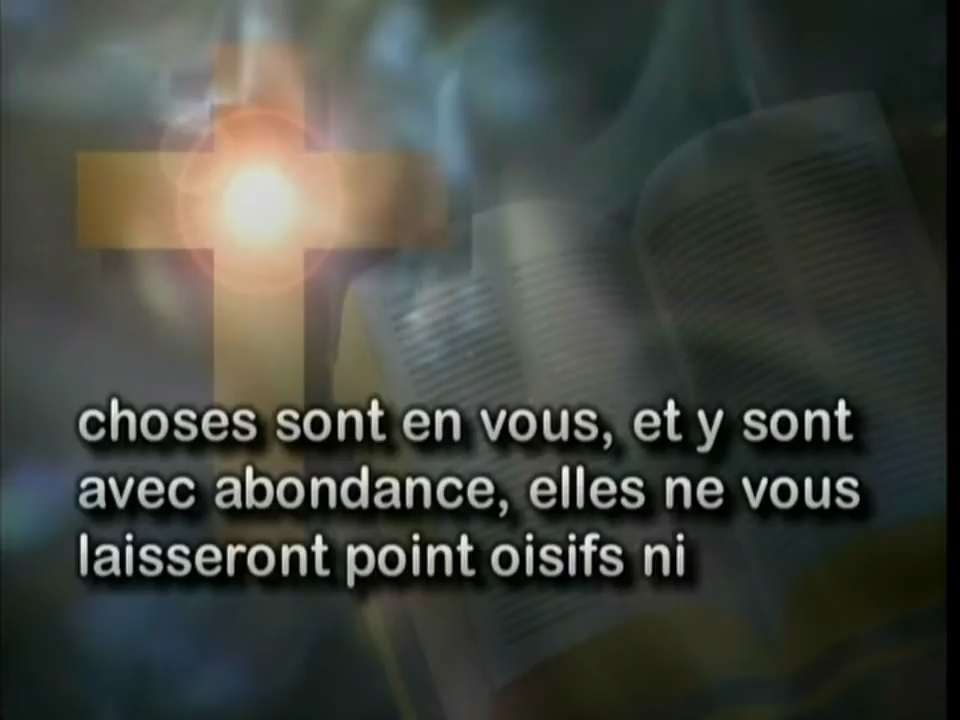 choses sont en vous, et y sont
avec abondance, elles ne vous
laisseront point oisifs ni